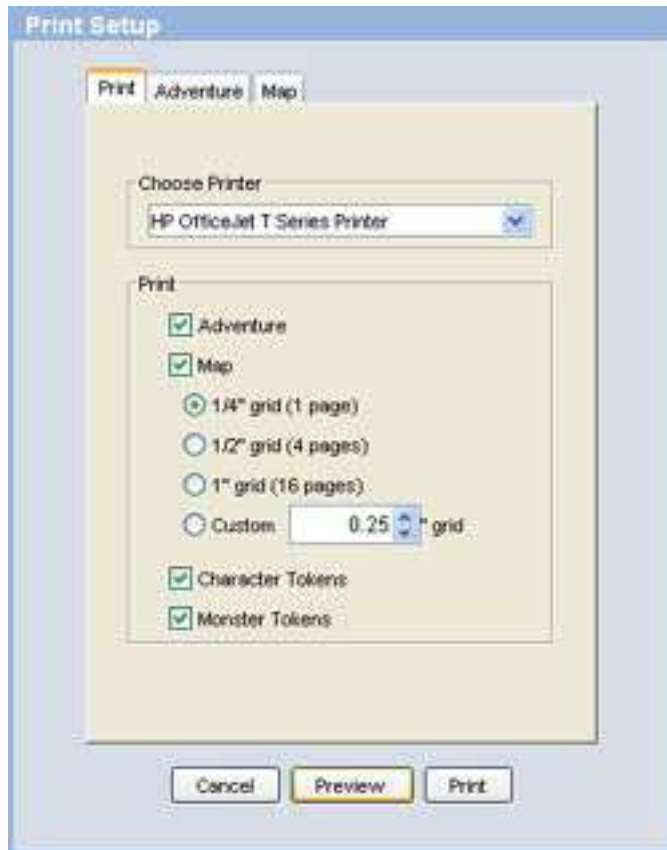 Print Setup
Print Adventure Map
Choose Printer
HP OfficeJet T Series Printer
Print
Adventure
Map
1/4" grid (1 page)
1/2" grid (4 pages)
1" grid (16 pages)
Custom 0.25 " grid
Character Tokens
Monster Tokens
Cancel Preview Print